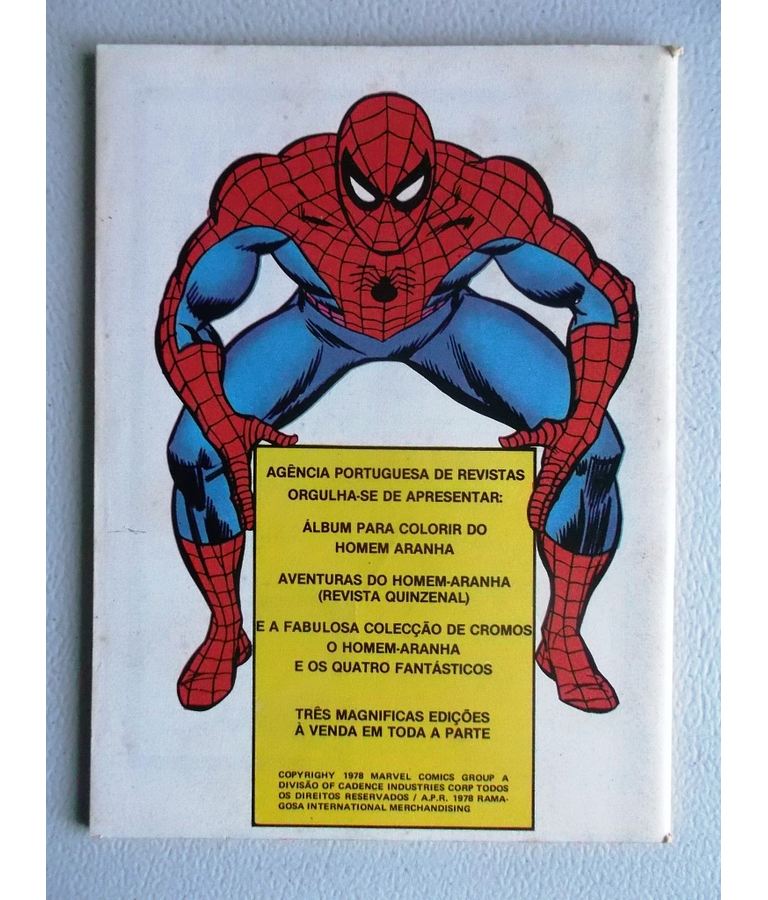 AGÊNCIA PORTUGUESA DE REVISTAS
ORGULHA-SE DE APRESENTAR:
ÁLBUM PARA COLORIR DO
HOMEM ARANHA
AVENTURAS DO HOMEM-ARANHA
(REVISTA QUINZENAL)
E A FABULOSA COLECÇÃO DE CROMOS
O HOMEM-ARANHA
E OS QUATRO FANTÁSTICOS
TRÊS MAGNIFICAS EDIÇÕES
À VENDA EM TODA A PARTE
COPYRIGHY 1978 MARVEL COMICS GROUP A
DIVISÃO OF CADENCE INDUSTRIES CORP TODOS
OS DIREITOS RESERVADOS / A.P.R. 1978 RAMA-
GOSA INTERNATIONAL MERCHANDISING